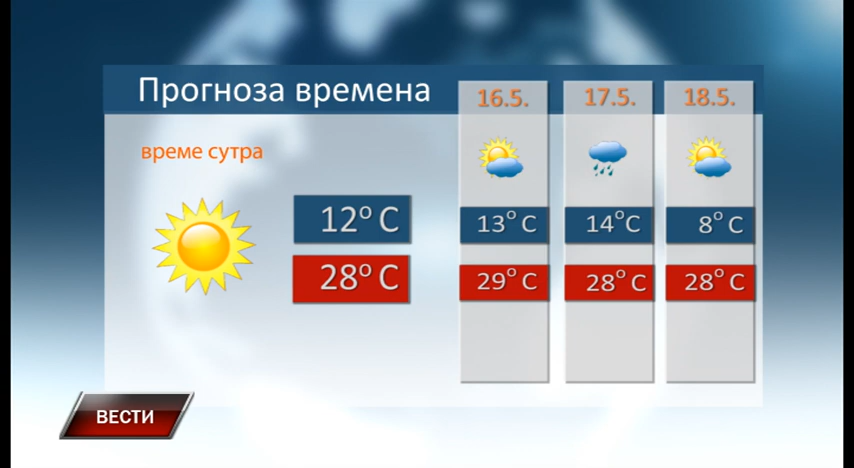 Прогноза времена
време сутра
12° C
28° C
16.5. 17.5. 18.5.
13° C 14°C 8° C
29° C 28° C 28° C
ВЕСТИ